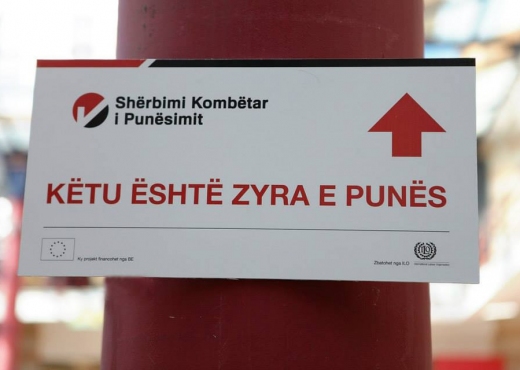 Shërbimi Kombëtar
i Punësimit
KËTU ËSHTË ZYRA E PUNËS
Ky projekt financohet nga BE
Zbatohet nga ILO